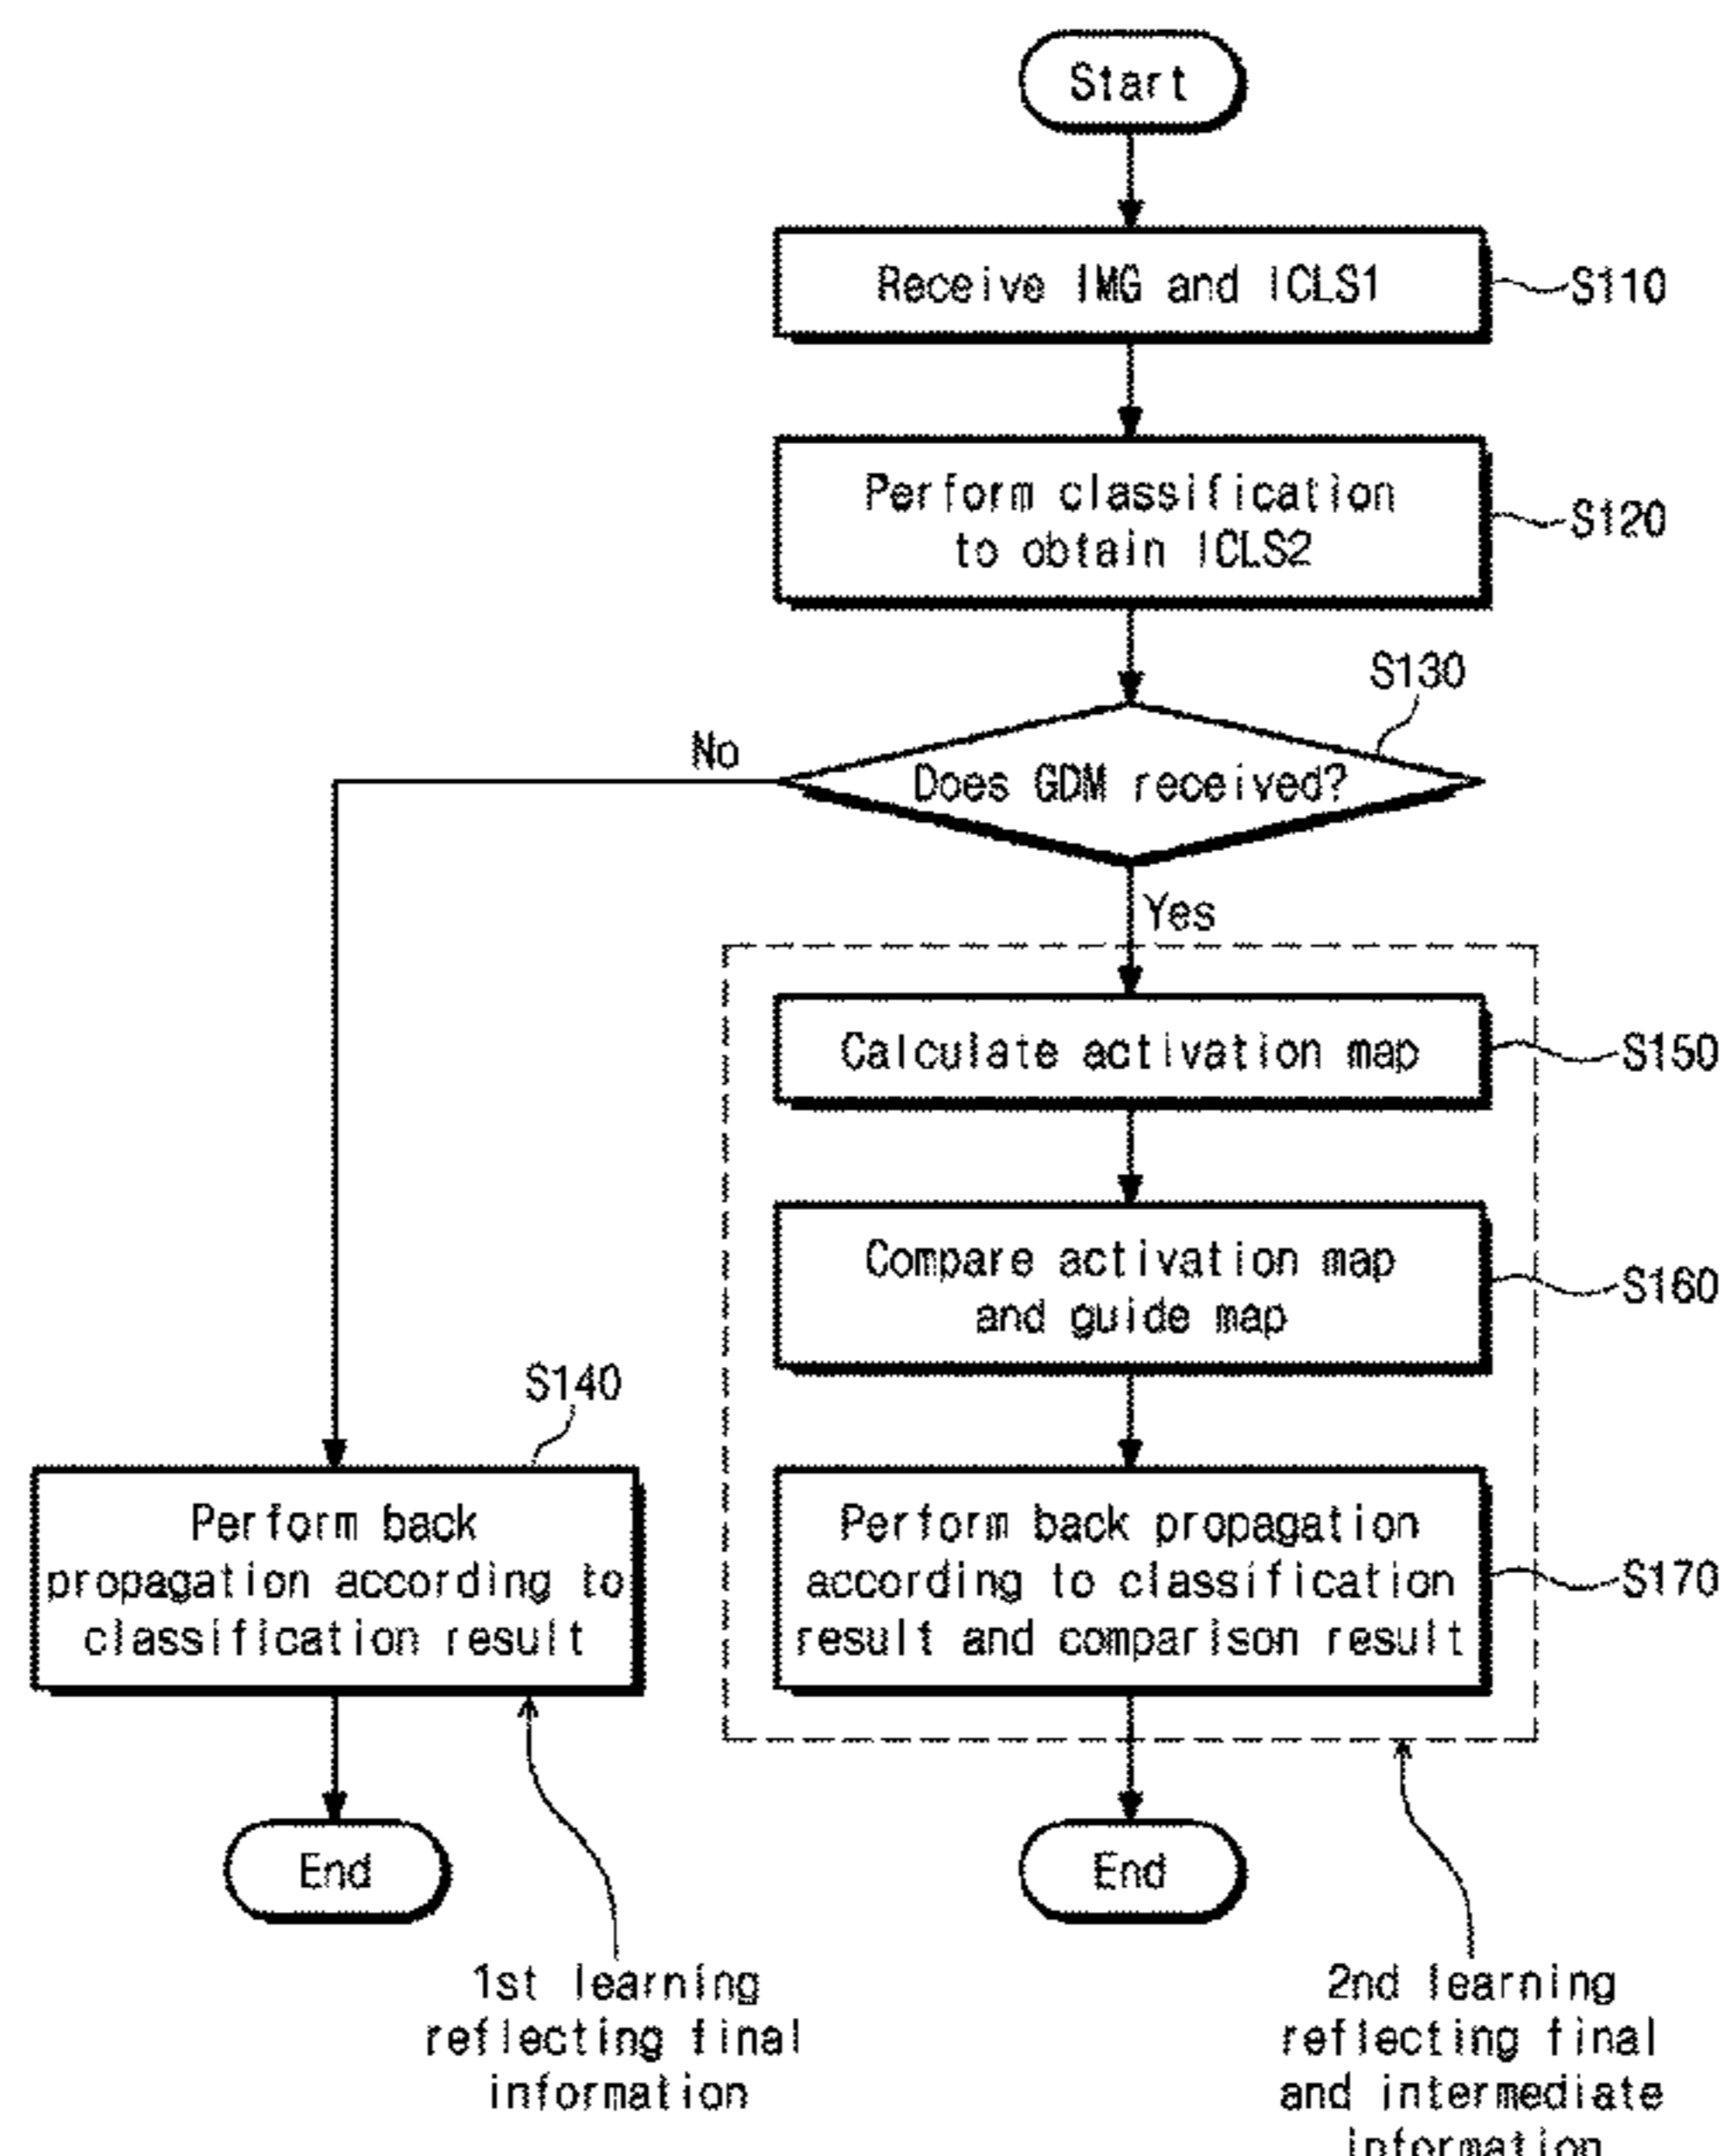 Start
Receive IMG and ICLS1
S110
Perform classification
to obtain ICLS2
S120
S130
No
Does GDM received?
Yes
Calculate activation map
S150
Compare activation map
and guide map
S160
S140
Perform back
propagation according to
classification result
Perform back propagation
according to classification
result and comparison result
S170
End
End
1st learning
reflecting final
information
2nd learning
reflecting final
and intermediate
information